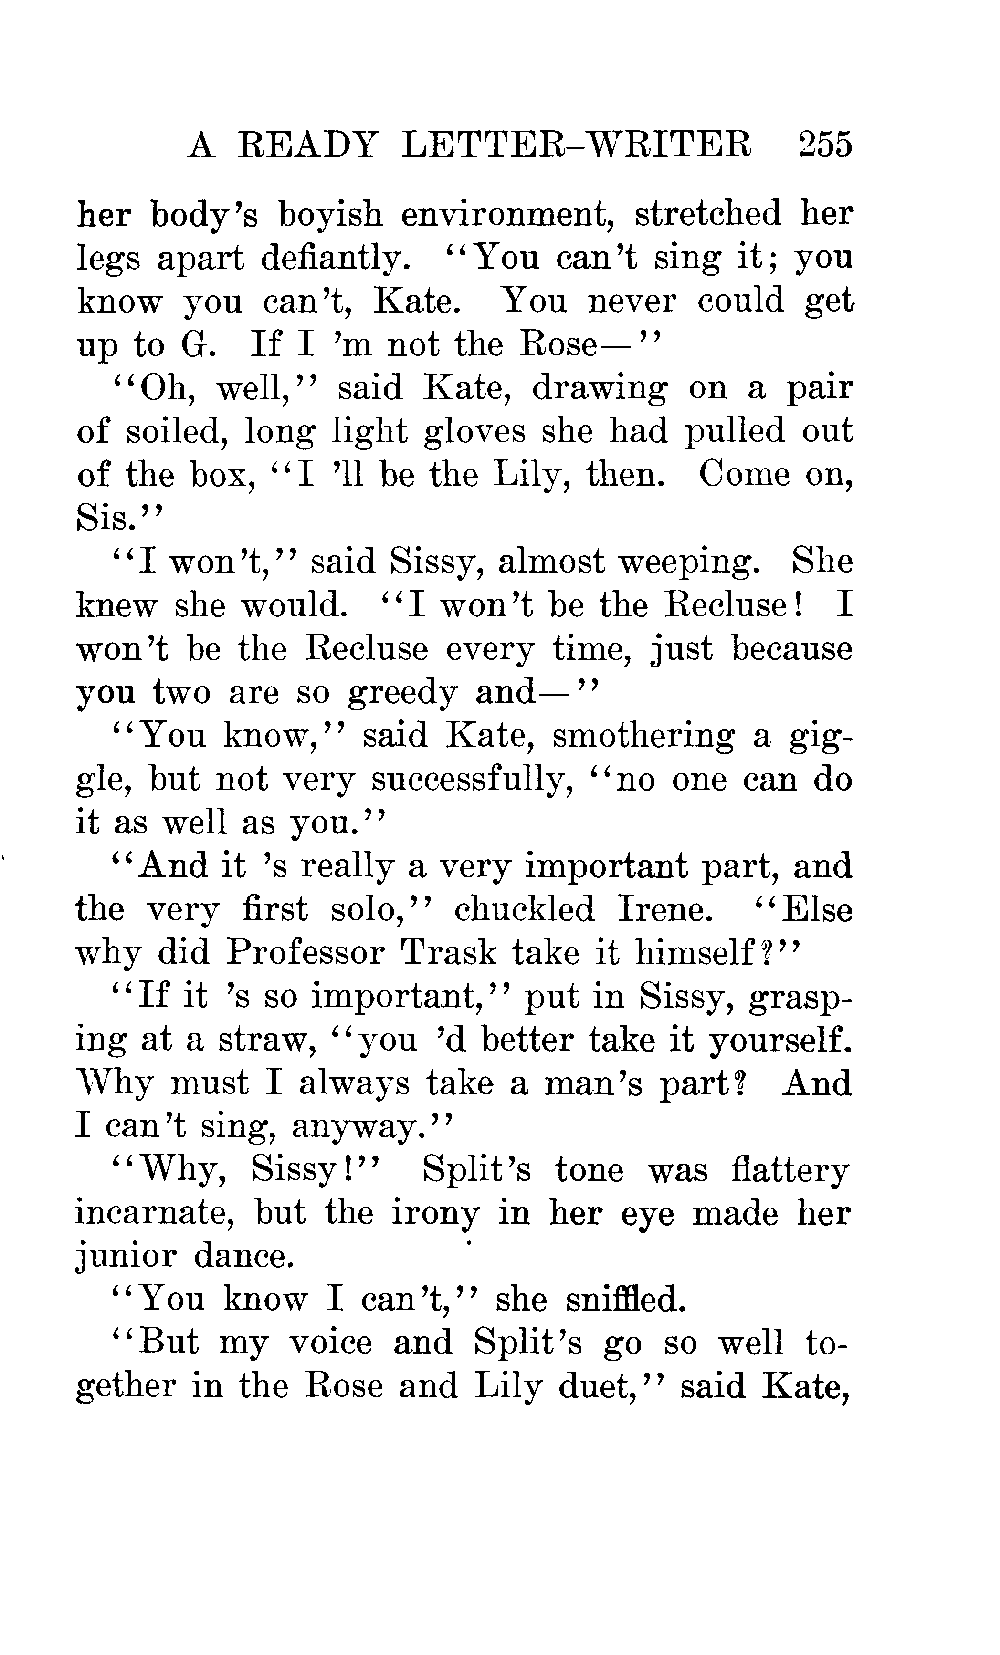 A READY LETTER-WRITER 255
her body's boyish environment, stretched her
legs apart defiantly. "You can't sing it; you
know you can't, Kate. You never could get
up to G. If I 'm not the Rose—"
"Oh, well," said Kate, drawing on a pair
of soiled, long light gloves she had pulled out
of the box, "I 'll be the Lily, then. Come on,
Sis."
"I won't," said Sissy, almost weeping. She
knew she would. "I won't be the Recluse! I
won't be the Recluse every time, just because
you two are so greedy and—"
"You know," said Kate, smothering a gig-
gle, but not very successfully, "no one can do
it as well as you."
"And it 's really a very important part, and
the very first solo," chuckled Irene. "Else
why did Professor Trask take it himself?"
"If it 's so important," put in Sissy, grasp-
ing at a straw, "you 'd better take it yourself.
Why must I always take a man's part? And
I can't sing, anyway."
"Why, Sissy!" Split's tone was flattery
incarnate, but the irony in her eye made her
junior dance.
"You know I can't," she sniffled.
"But my voice and Split's go so well to-
gether in the Rose and Lily duet," said Kate,